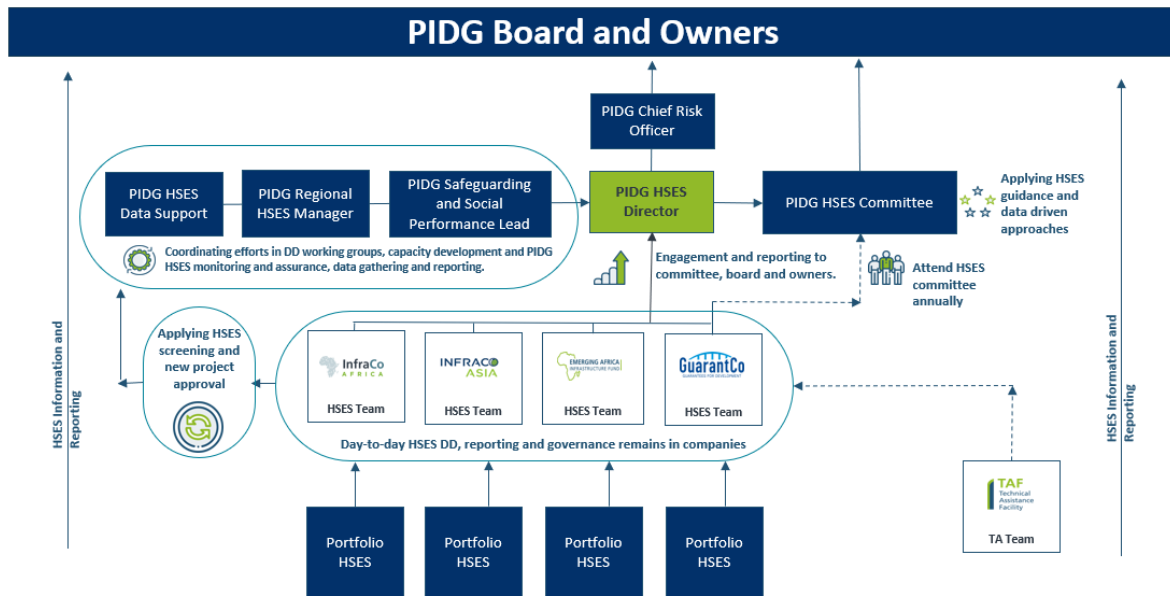 PIDG Board and Owners
PIDG Chief Risk
Officer
PIDG HSES
Data Support
PIDG Regional
HSES Manager
PIDG Safeguarding
and Social
Performance Lead
PIDG HSES
Director
PIDG HSES Committee
Applying HSES
guidance and
data driven
approaches
Coordinating efforts in DD working groups, capacity development and PIDG
HSES monitoring and assurance, data gathering and reporting.
Engagement and reporting to
committee, board and owners.
Attend HSES
committee
annually
HSES Information and
Reporting
Applying HSES
screening and
new project
approval
InfraCo
AFRICA
HSES Team
INFRACO
ASIA
HSES Team
EMERGING AFRICA
INFRASTRUCTURE FUND
HSES Team
GuarantCo
GUARANTEES FOR DEVELOPMENT
HSES Team
Day-to-day HSES DD, reporting and governance remains in companies
HSES Information and
Reporting
TAF
Technical
Assistance
Facility
TA Team
Portfolio
HSES
Portfolio
HSES
Portfolio
HSES
Portfolio
HSES